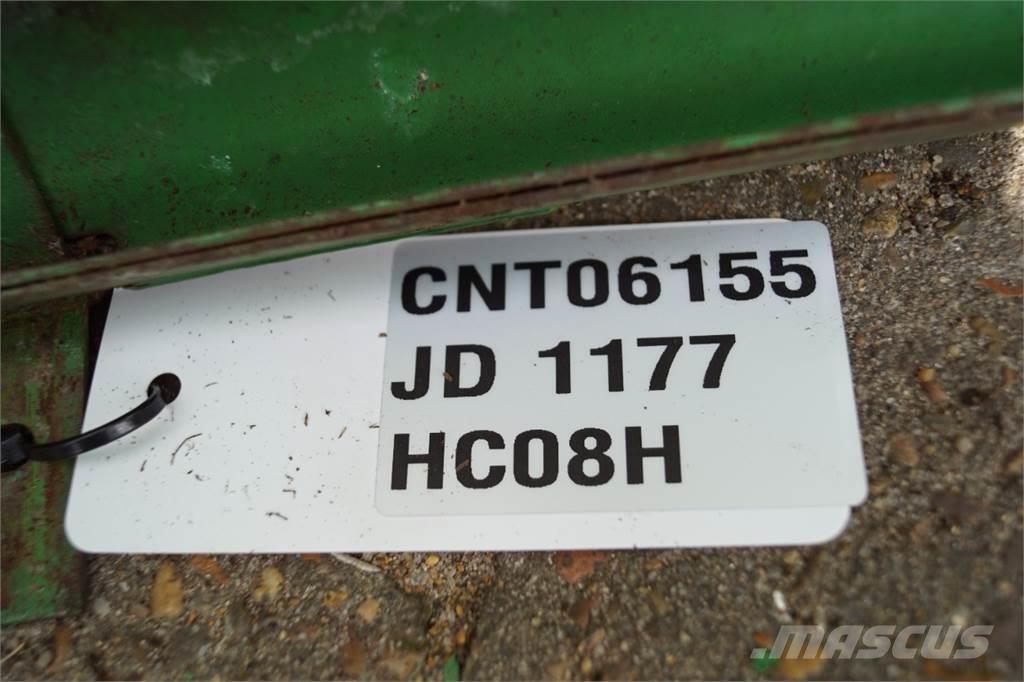 CNT06155
JD 1177
HC08H
MASCUS